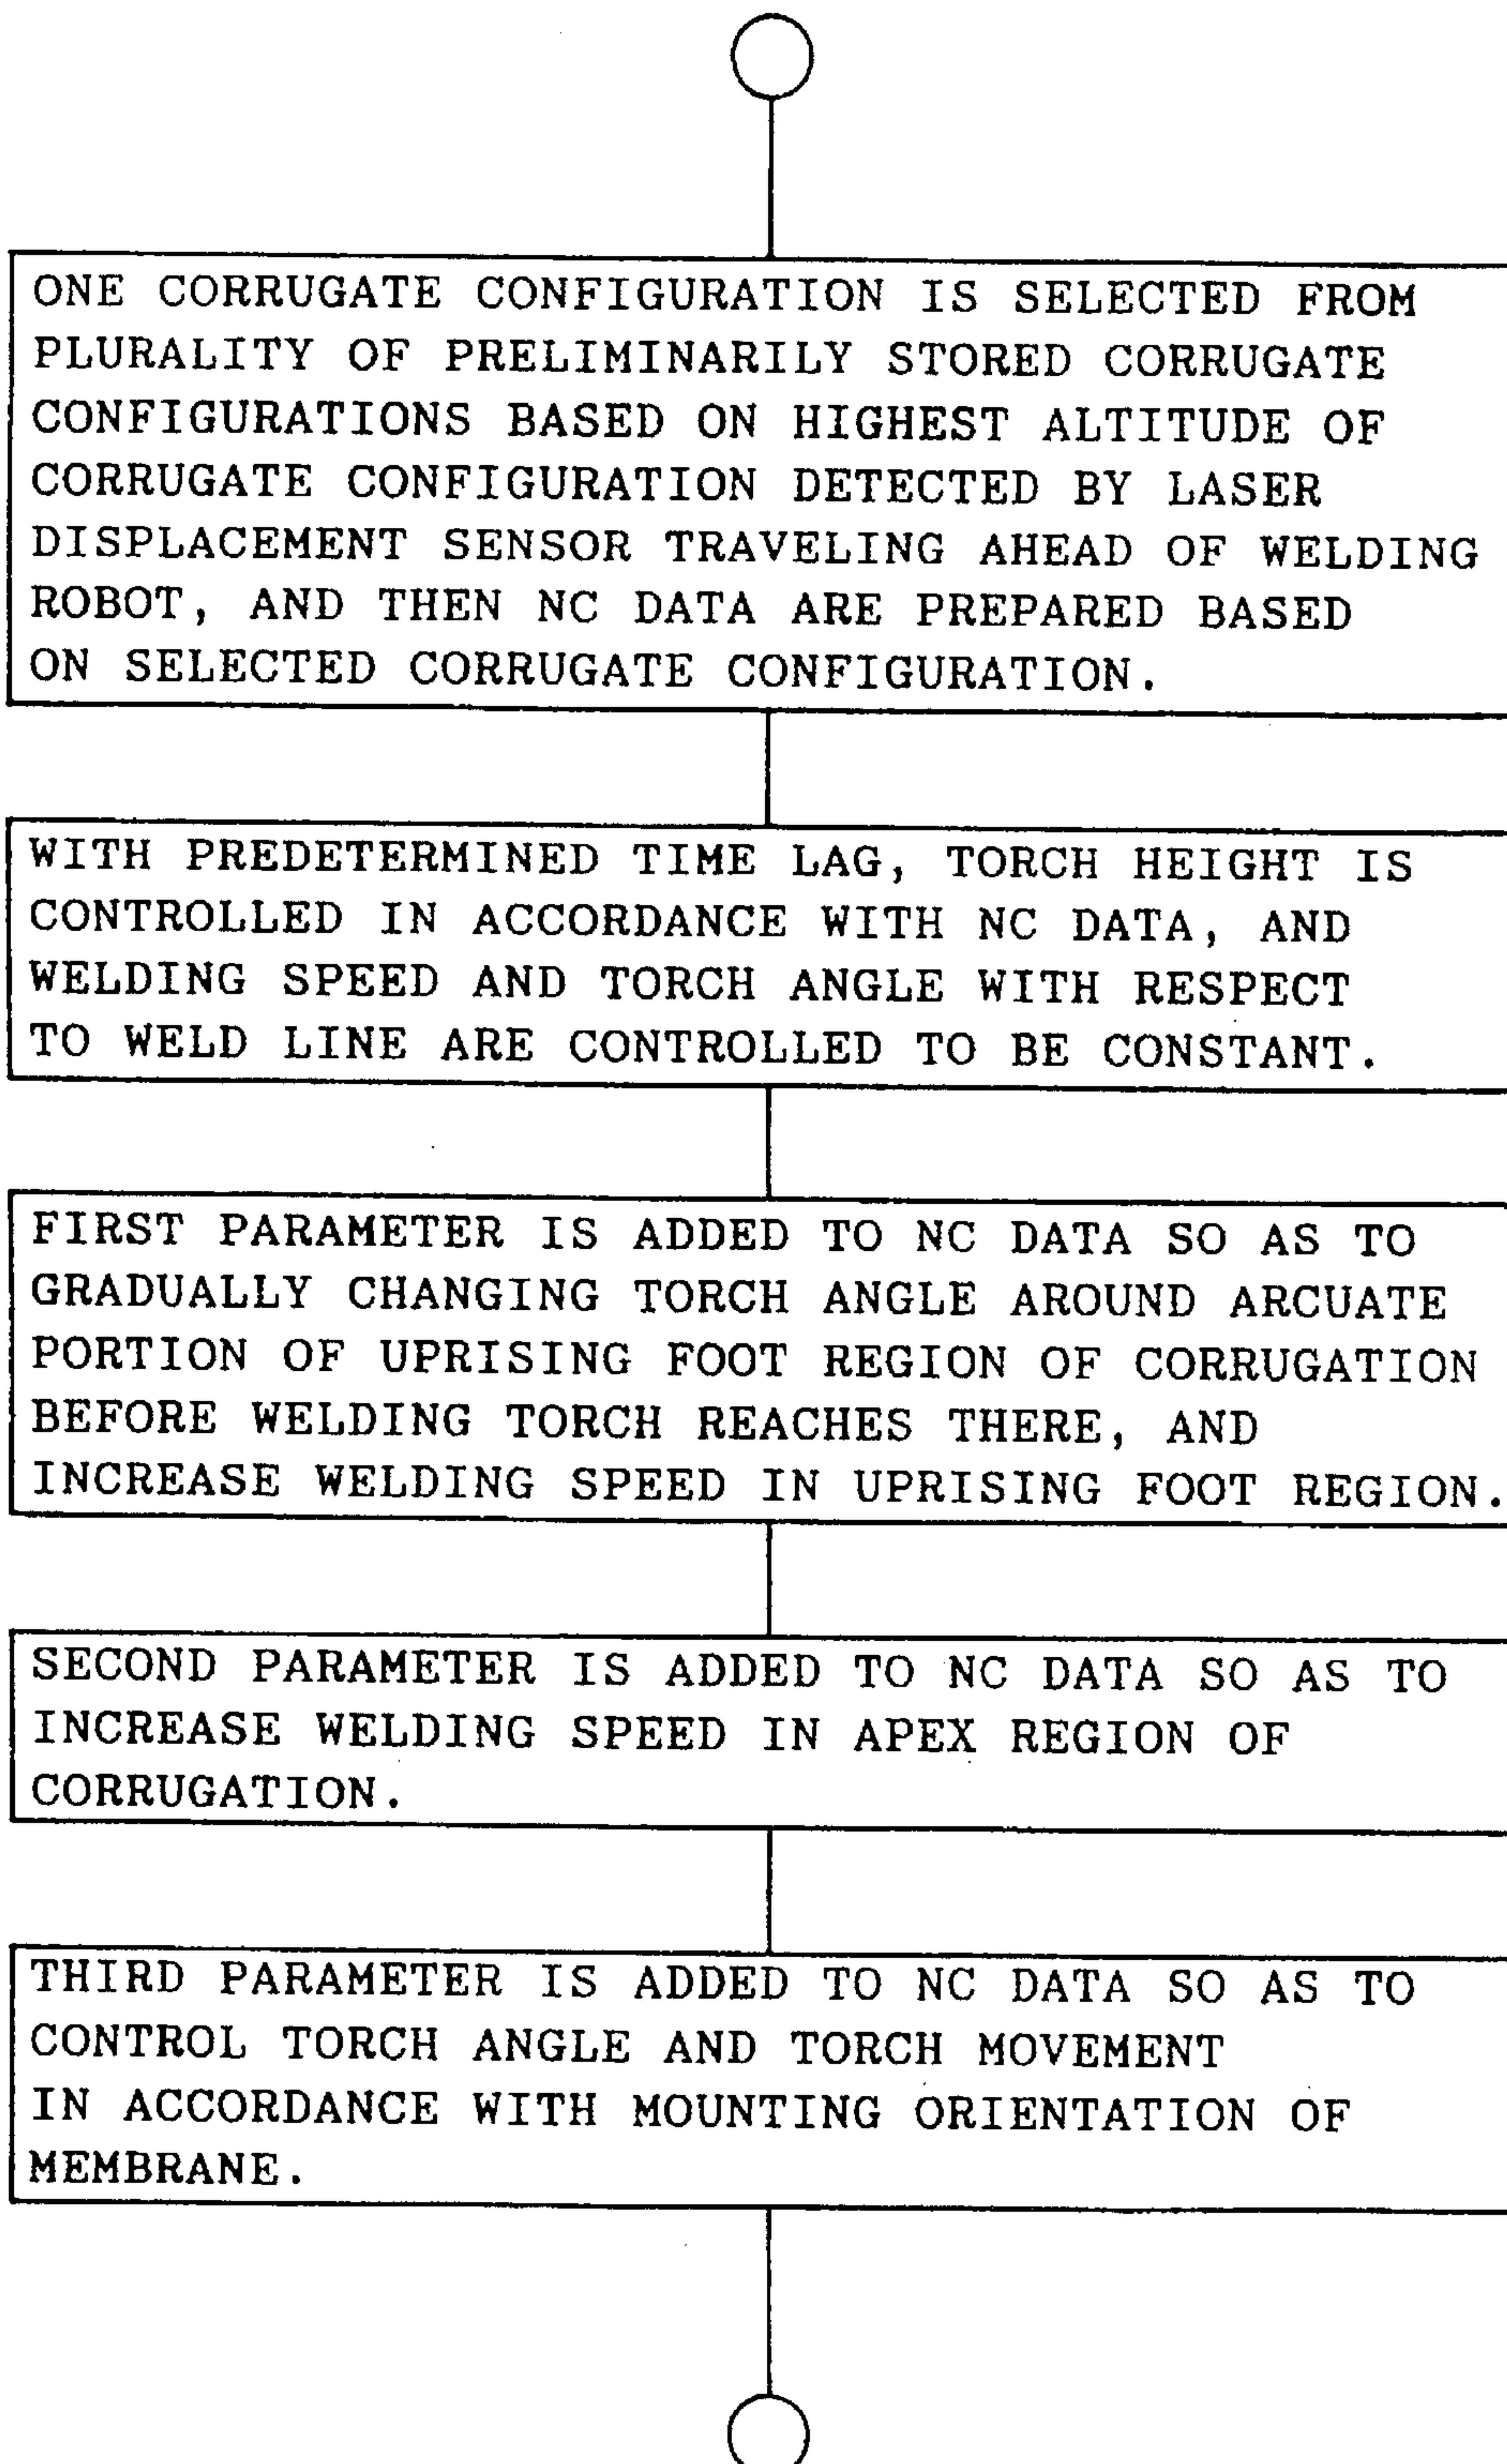 ONE CORRUGATE CONFIGURATION IS SELECTED FROM
PLURALITY OF PRELIMINARILY STORED CORRUGATE
CONFIGURATIONS BASED ON HIGHEST ALTITUDE OF
CORRUGATE CONFIGURATION DETECTED BY LASER
DISPLACEMENT SENSOR TRAVELING AHEAD OF WELDING
ROBOT, AND THEN NC DATA ARE PREPARED BASED
ON SELECTED CORRUGATE CONFIGURATION.
WITH PREDETERMINED TIME LAG, TORCH HEIGHT IS
CONTROLLED IN ACCORDANCE WITH NC DATA, AND
WELDING SPEED AND TORCH ANGLE WITH RESPECT
TO WELD LINE ARE CONTROLLED TO BE CONSTANT.
FIRST PARAMETER IS ADDED TO NC DATA SO AS TO
GRADUALLY CHANGING TORCH ANGLE AROUND ARCUATE
PORTION OF UPRISING FOOT REGION OF CORRUGATION
BEFORE WELDING TORCH REACHES THERE, AND
INCREASE WELDING SPEED IN UPRISING FOOT REGION.
SECOND PARAMETER IS ADDED TO NC DATA SO AS TO
INCREASE WELDING SPEED IN APEX REGION OF
CORRUGATION.
THIRD PARAMETER IS ADDED TO NC DATA SO AS TO
CONTROL TORCH ANGLE AND TORCH MOVEMENT
IN ACCORDANCE WITH MOUNTING ORIENTATION OF
MEMBRANE.